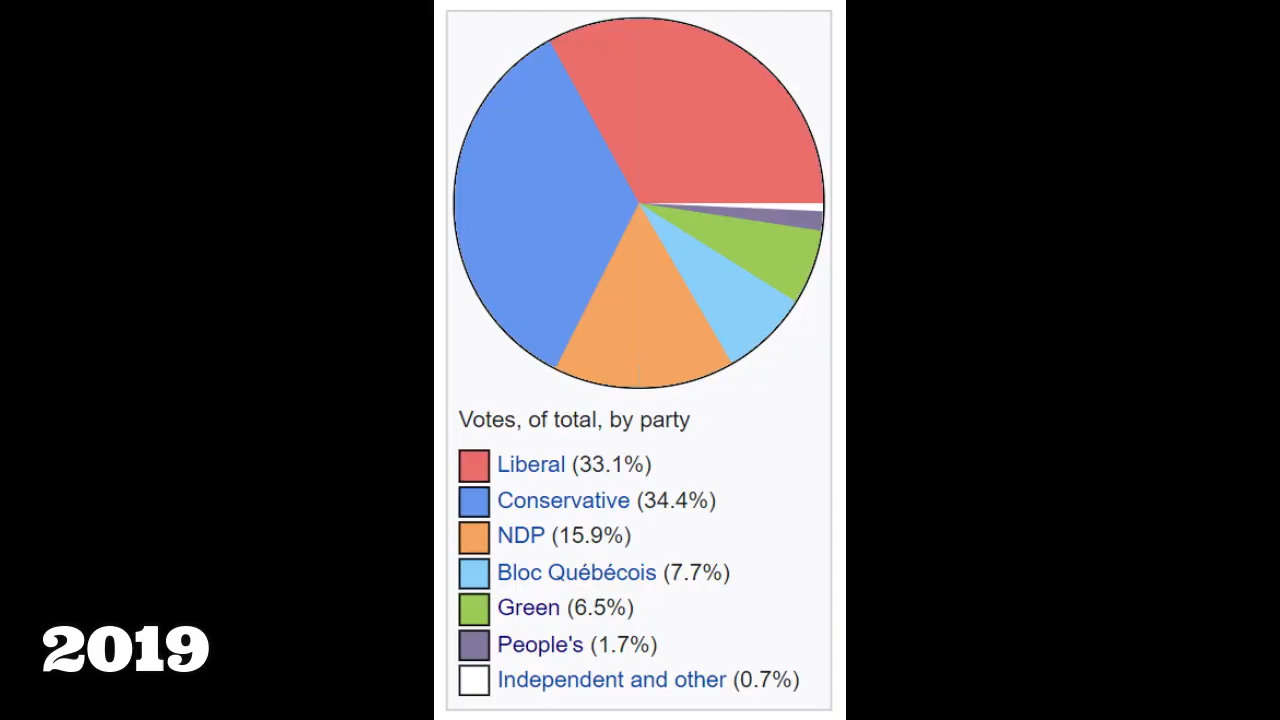 Votes, of total, by party
Liberal (33.1%)
Conservative (34.4%)
NDP (15.9%)
Bloc Québécois (7.7%)
Green (6.5%)
People's (1.7%)
Independent and other (0.7%)
2019